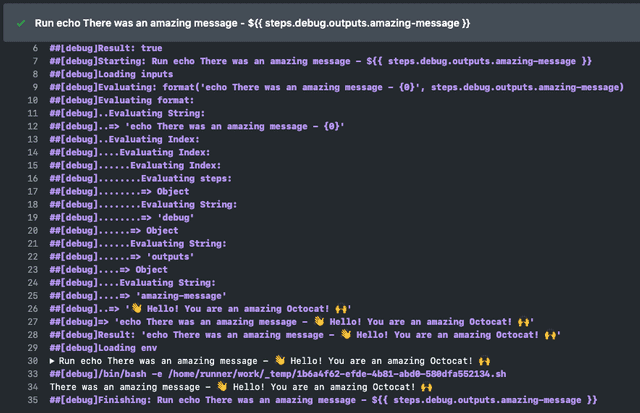 Run echo There was an amazing message - ${{ steps.debug.outputs.amazing-message }}
6 ##[debug]Result: true
7 ##[debug]Starting: Run echo There was an amazing message - ${{ steps.debug.outputs.amazing-message }}
8 ##[debug]Loading inputs
9 ##[debug]Evaluating: format('echo There was an amazing message - {0}', steps.debug.outputs.amazing-message)
10 ##[debug]Evaluating format:
11 ##[debug]..Evaluating String:
12 ##[debug]..=> 'echo There was an amazing message - {0}'
13 ##[debug]..Evaluating Index:
14 ##[debug]....Evaluating Index:
15 ##[debug]......Evaluating Index:
16 ##[debug]........Evaluating steps:
17 ##[debug]........=> Object
18 ##[debug]........Evaluating String:
19 ##[debug]........=> 'debug'
20 ##[debug]......=> Object
21 ##[debug]......Evaluating String:
22 ##[debug]......=> 'outputs'
23 ##[debug]....=> Object
24 ##[debug]....Evaluating String:
25 ##[debug]....=> 'amazing-message'
26 ##[debug]..=> '👋 Hello! You are an amazing Octocat! 🙌'
27 ##[debug]=> 'echo There was an amazing message - 👋 Hello! You are an amazing Octocat! 🙌'
28 ##[debug]Result: 'echo There was an amazing message - 👋 Hello! You are an amazing Octocat! 🙌'
29 ##[debug]Loading env
30 ▶ Run echo There was an amazing message - 👋 Hello! You are an amazing Octocat! 🙌
33 ##[debug]/bin/bash -e /home/runner/work/_temp/1b6a4f62-efde-4b81-abd0-580dfa552134.sh
34 There was an amazing message - 👋 Hello! You are an amazing Octocat! 🙌
35 ##[debug]Finishing: Run echo There was an amazing message - ${{ steps.debug.outputs.amazing-message }}